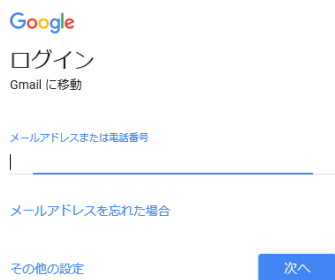 Google
ログイン
Gmail に移動
メールアドレスまたは電話番号
メールアドレスを忘れた場合
その他の設定
次へ